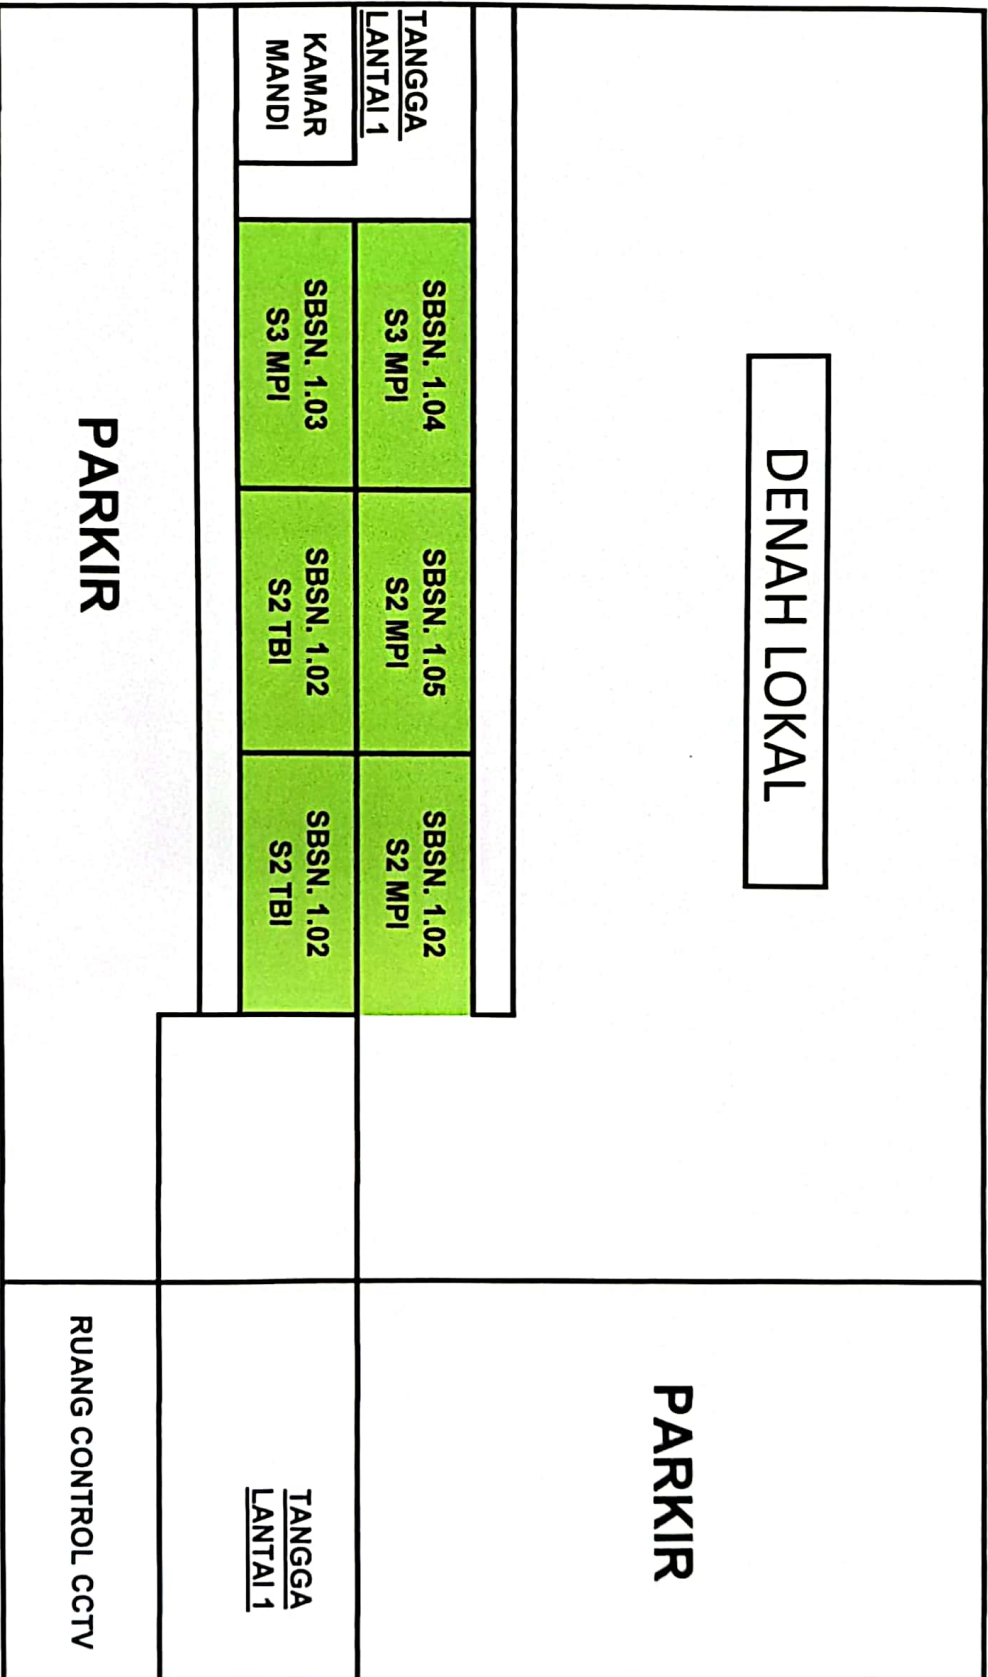 DENAH LOKAL
TANGGA
LANTAI 1
KAMAR
MANDI
SBSN. 1.04
S3 MPI
SBSN. 1.05
S2 MPI
SBSN. 1.02
S2 MPI
SBSN. 1.03
S3 MPI
SBSN. 1.02
S2 TBI
SBSN. 1.02
S2 TBI
PARKIR
PARKIR
TANGGA
LANTAI 1
RUANG CONTROL CCTV